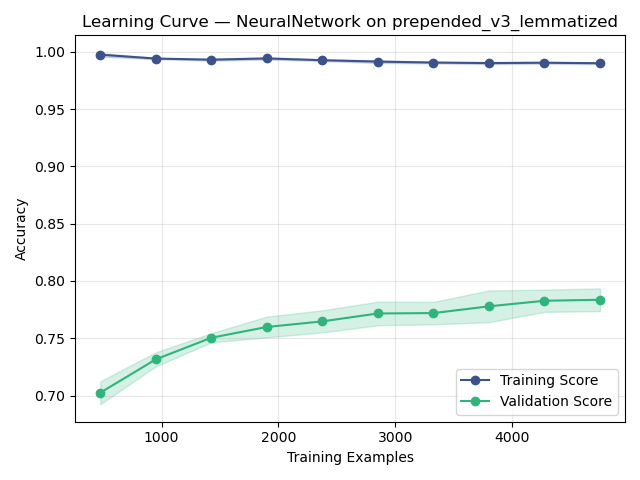 Learning Curve — NeuralNetwork on prepended_v3_lemmatized
1.00
0.95
0.90
0.85
0.80
0.75
0.70
Accuracy
Training Score
Validation Score
1000 2000 3000 4000
Training Examples